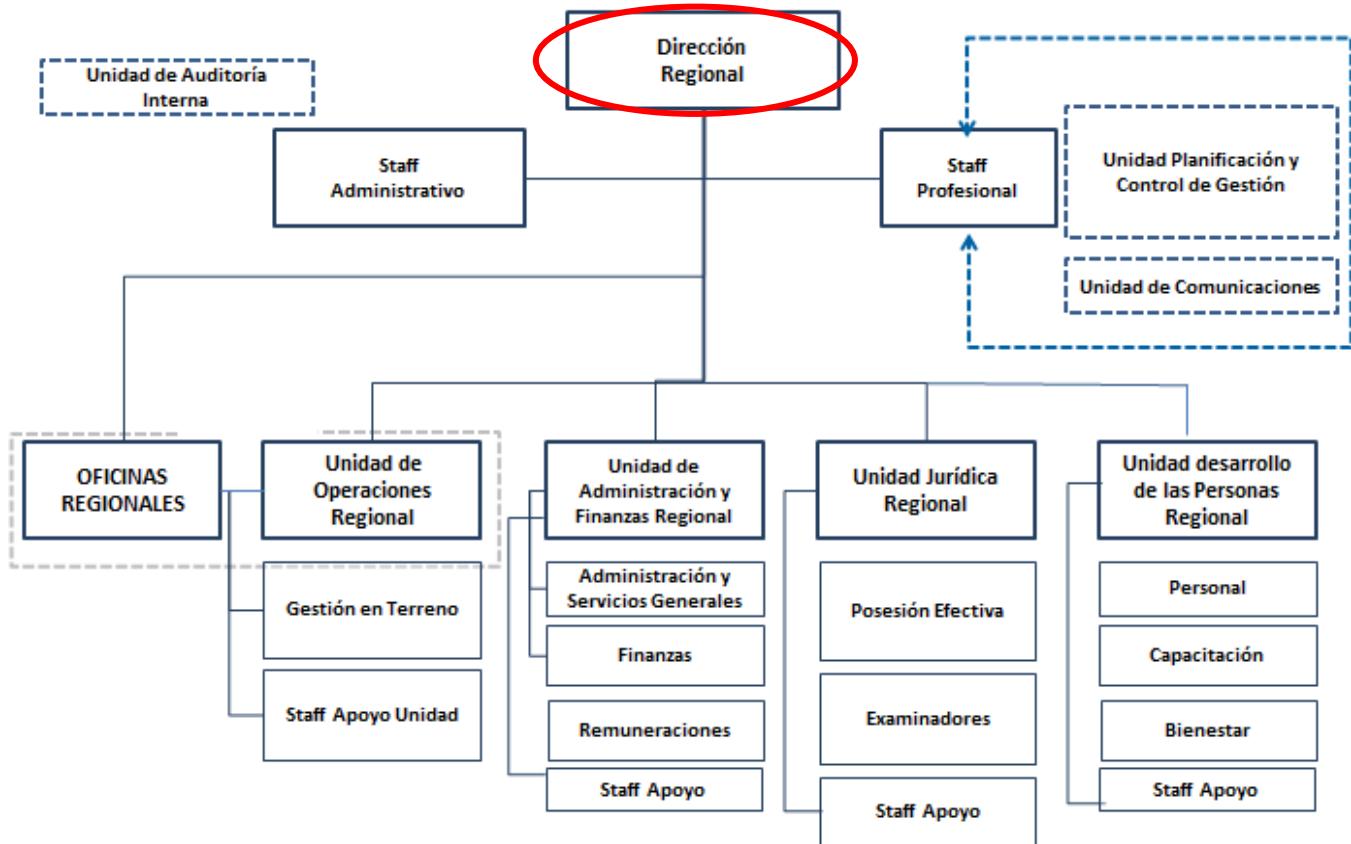 Dirección
Regional
Unidad de Auditoría
Interna
Staff
Administrativo
Staff
Profesional
Unidad Planificación y
Control de Gestión
Unidad de Comunicaciones
OFICINAS
REGIONALES
Unidad de
Operaciones
Regional
Gestión en Terreno
Staff Apoyo Unidad
Unidad de
Administración y
Finanzas Regional
Administración y
Servicios Generales
Finanzas
Remuneraciones
Staff Apoyo
Unidad Jurídica
Regional
Posesión Efectiva
Examinadores
Staff Apoyo
Unidad desarrollo
de las Personas
Regional
Personal
Capacitación
Bienestar
Staff Apoyo